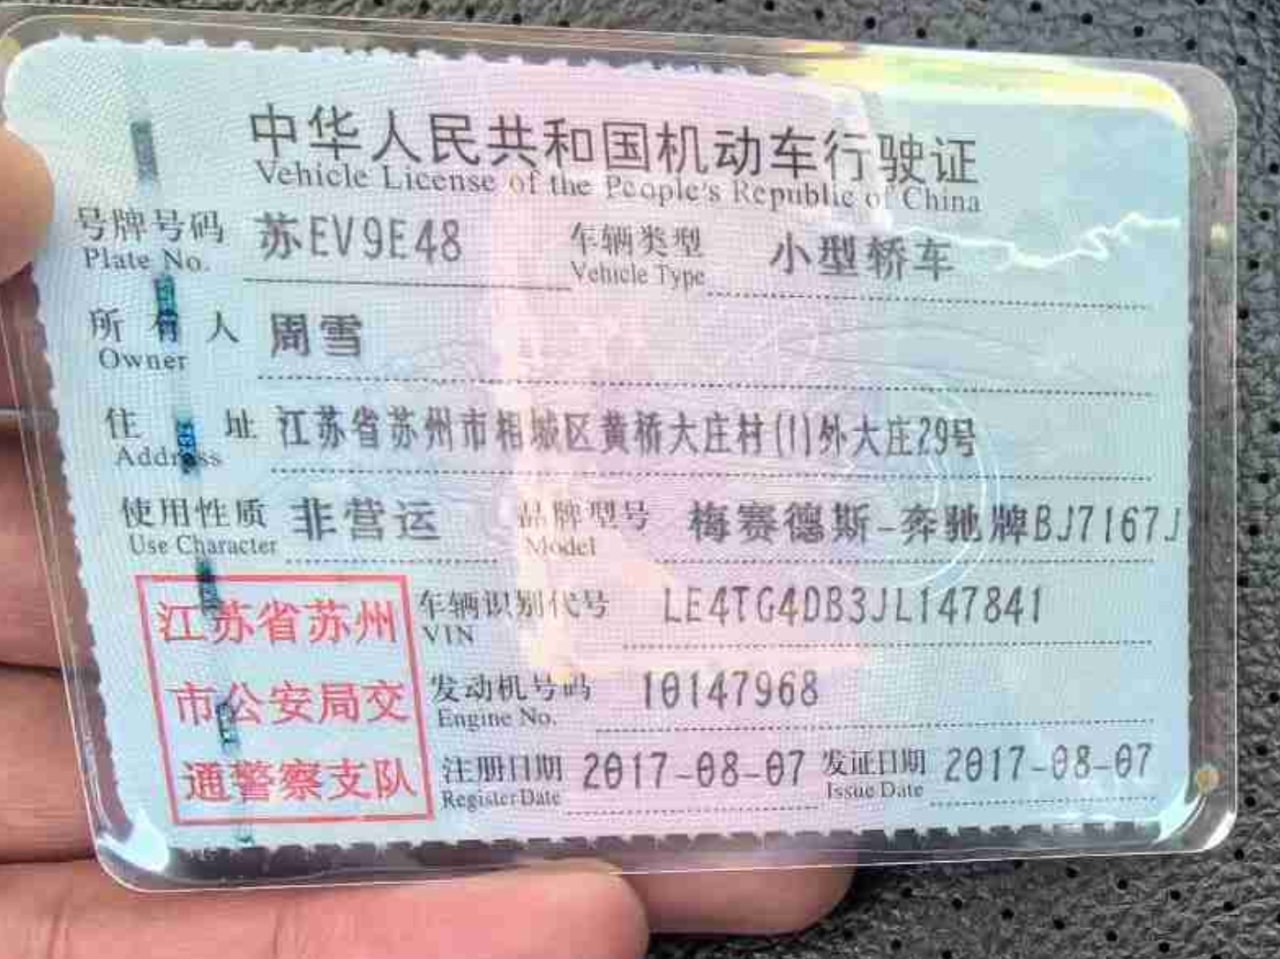 中华人民共和国机动车行驶证
Vehicle License of the People's Republic of China
号牌号码 苏EV9E48 车辆类型 小型轿车
Plate No. Vehicle Type
所有人 周雪
Owner
住址 江苏省苏州市相城区黄桥大庄村(1)外大庄29号
Address
使用性质 非营运 品牌型号 梅赛德斯-奔驰牌BJ7167J
Use Character Model
江苏省苏州
市公安局交
通警察支队
车辆识别代号 LE4TG4DB3JL147841
VIN
发动机号码 10147968
Engine No.
注册日期 2017-08-07 发证日期 2017-08-07
Register Date Issue Date